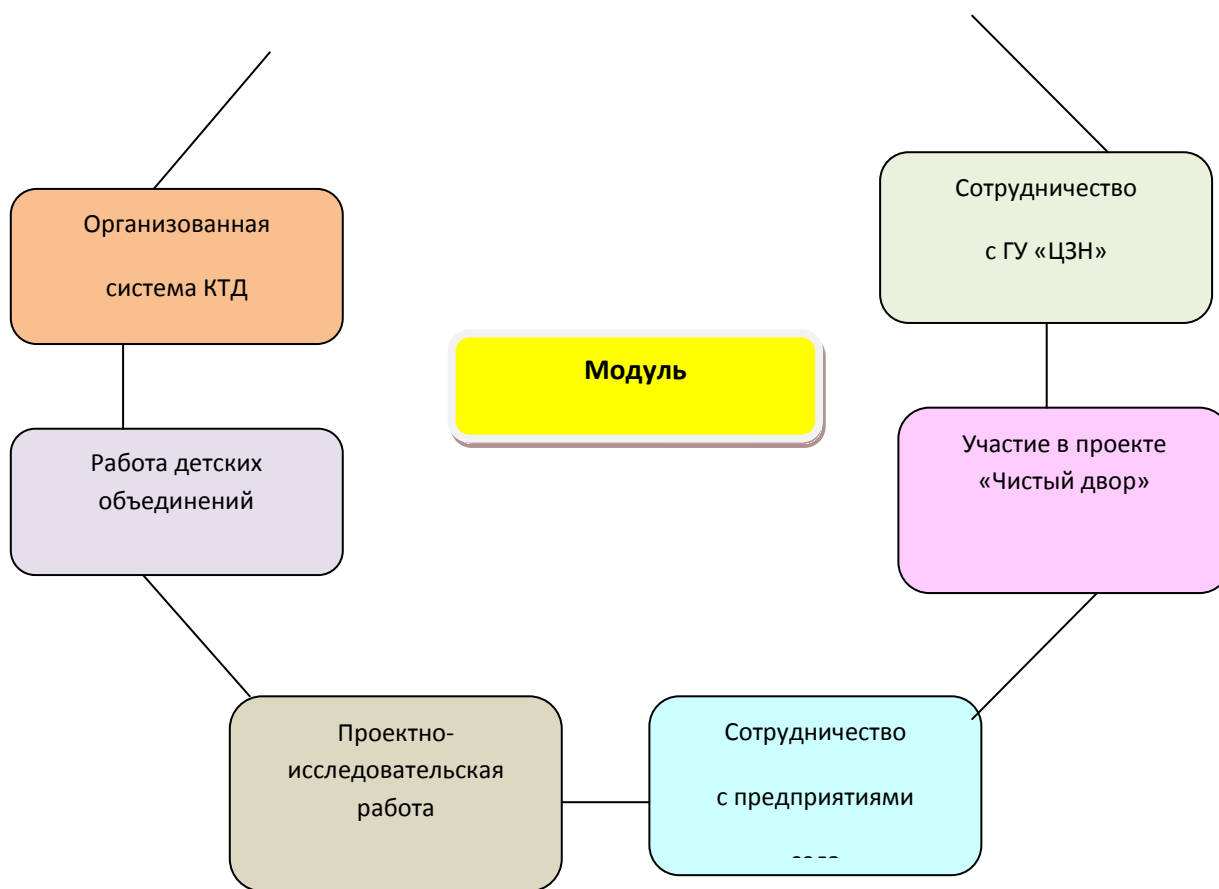 Сотрудничество
с ГУ «ЦЗН»
Организованная
система КТД
Модуль
Участие в проекте
«Чистый двор»
Работа детских
объединений
Проектно-
исследовательская
работа
Сотрудничество
с предприятиями